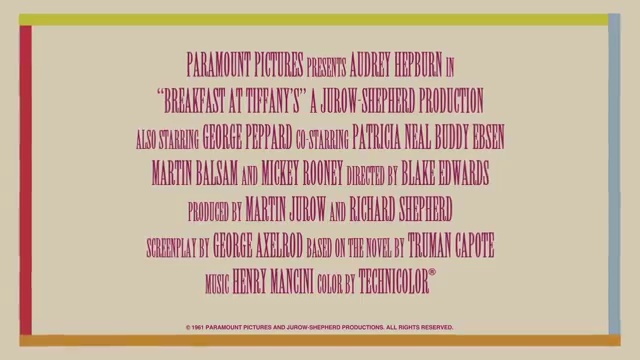 PARAMOUNT PICTURES PRESENTS AUDREY HEPBURN IN
“BREAKFAST AT TIFFANY’S” A JUROW-SHEPHERD PRODUCTION
ALSO STARRING GEORGE PEPPARD CO-STARRING PATRICIA NEAL BUDDY EBSEN
MARTIN BALSAM AND MICKEY ROONEY DIRECTED BY BLAKE EDWARDS
PRODUCED BY MARTIN JUROW AND RICHARD SHEPHERD
SCREENPLAY BY GEORGE AXELROD BASED ON THE NOVEL BY TRUMAN CAPOTE
MUSIC HENRY MANCINI COLOR BY TECHNICOLOR®
© 1961 PARAMOUNT PICTURES AND JUROW-SHEPHERD PRODUCTIONS. ALL RIGHTS RESERVED.